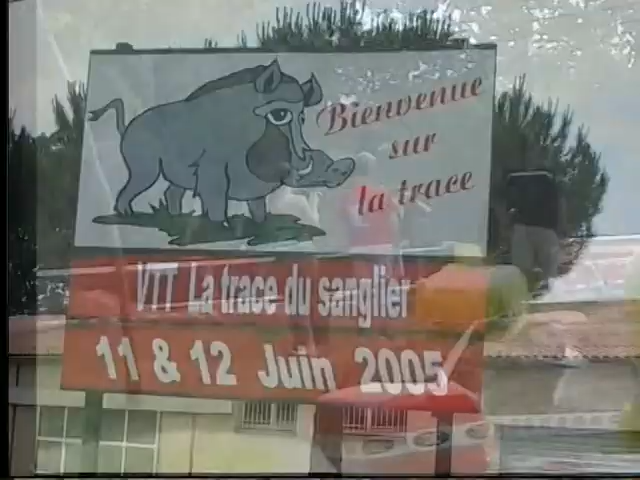 Bienvenue
sur
la trace
VTT La trace du sanglier
11 & 12 Juin 2005